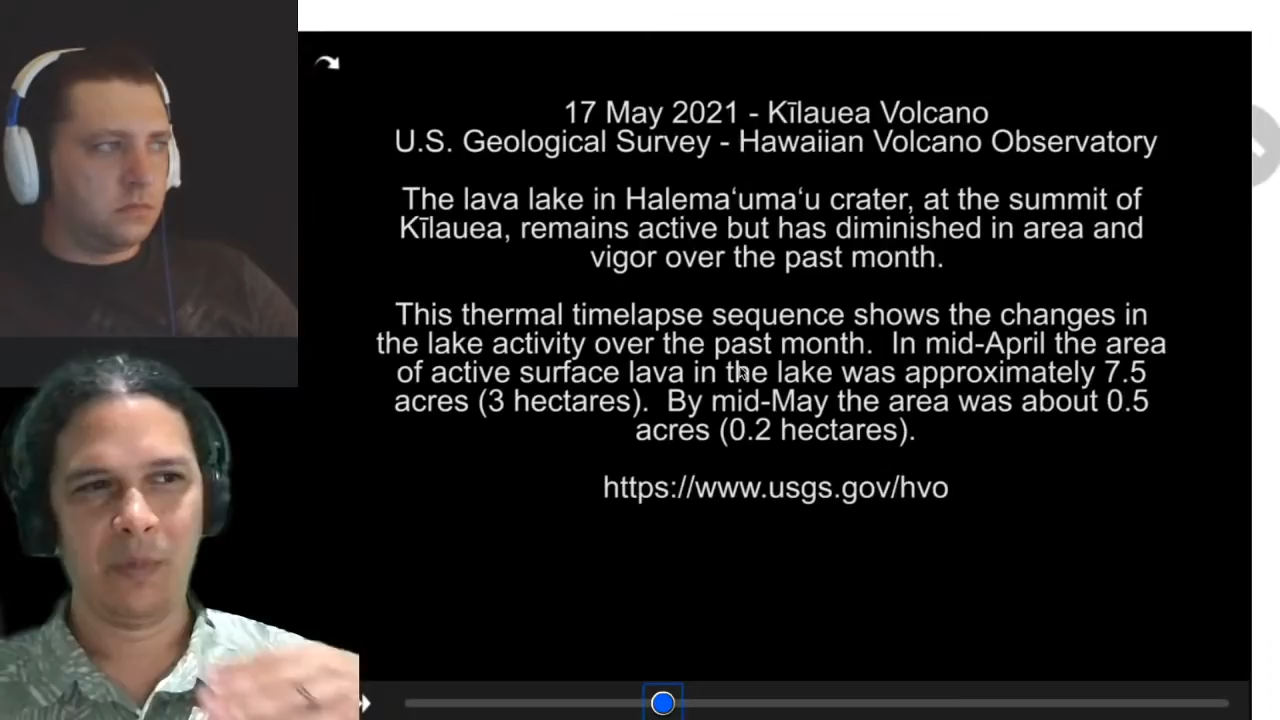 17 May 2021 - Kīlauea Volcano
U.S. Geological Survey - Hawaiian Volcano Observatory
The lava lake in Halemaʻumaʻu crater, at the summit of
Kīlauea, remains active but has diminished in area and
vigor over the past month.
This thermal timelapse sequence shows the changes in
the lake activity over the past month.  In mid-April the area
of active surface lava in the lake was approximately 7.5
acres (3 hectares).  By mid-May the area was about 0.5
acres (0.2 hectares).
https://www.usgs.gov/hvo